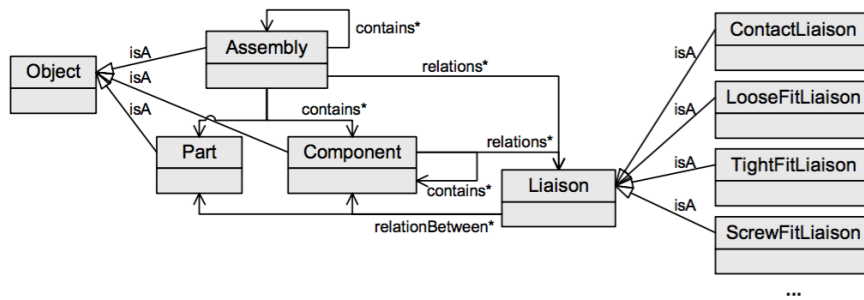 ContactLiaison
Assembly
contains*
isA
Object
isA
relations*
isA
LooseFitLiaison
isA
isA
contains*
Part
Component
relations*
isA
TightFitLiaison
contains*
Liaison
relationBetween*
isA
ScrewFitLiaison
...